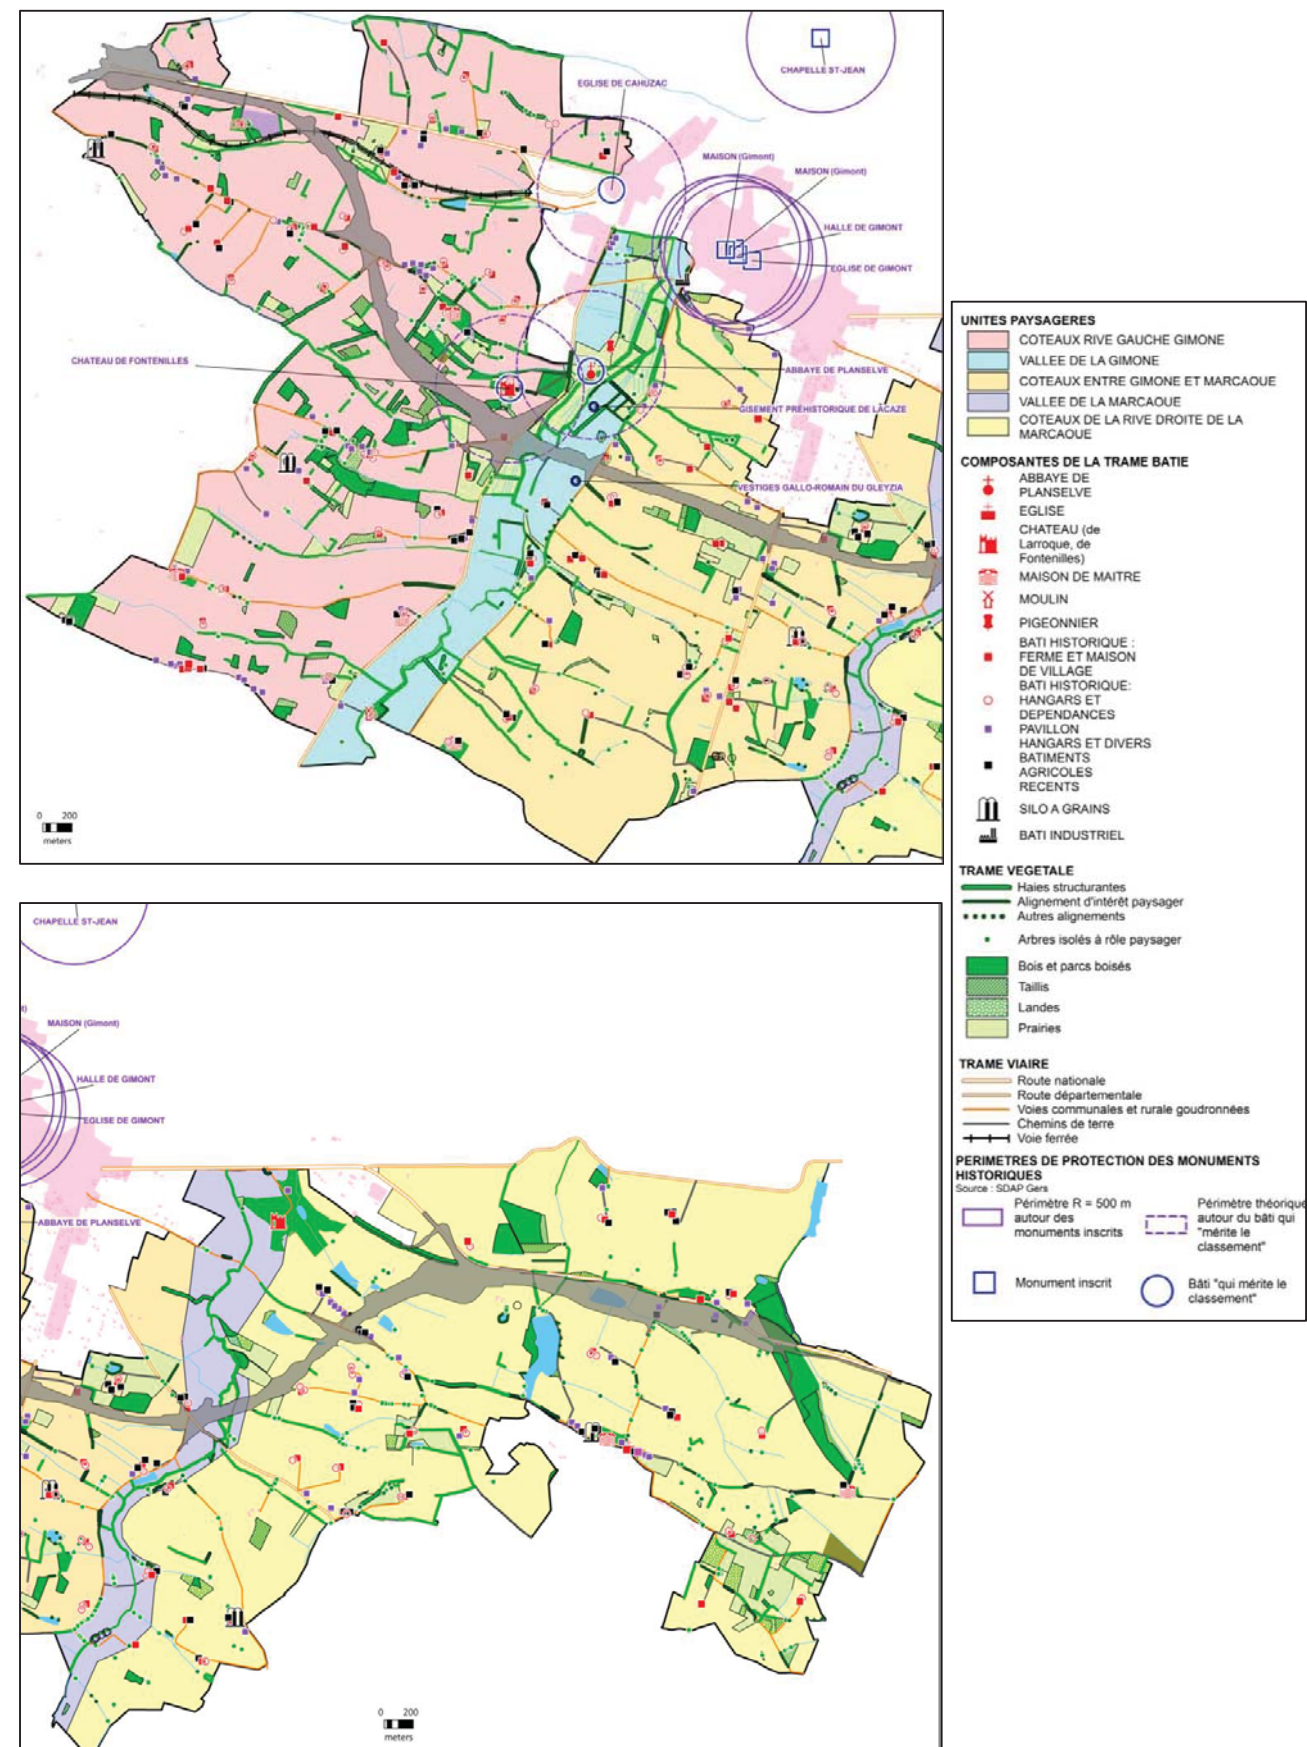 CHAPELLE ST-JEAN
EGLISE DE CAHUZAC
MAISON (Gimont)
MAISON (Gimont)
HALLE DE GIMONT
EGLISE DE GIMONT
CHATEAU DE FONTENILLES
ABBAYE DE PLANSELVE
GISEMENT PRÉHISTORIQUE DE LACAZE
VESTIGES GALLO-ROMAIN DU GLEYZIA
0 200
meters
UNITES PAYSAGERES
COTEAUX RIVE GAUCHE GIMONE
VALLEE DE LA GIMONE
COTEAUX ENTRE GIMONE ET MARCAOUE
VALLEE DE LA MARCAOUE
COTEAUX DE LA RIVE DROITE DE LA
MARCAOUE
COMPOSANTES DE LA TRAME BATIE
ABBAYE DE
PLANSELVE
EGLISE
CHATEAU (de
Larroque, de
Fontenilles)
MAISON DE MAITRE
MOULIN
PIGEONNIER
BATI HISTORIQUE :
FERME ET MAISON
DE VILLAGE
BATI HISTORIQUE:
HANGARS ET
DEPENDANCES
PAVILLON
HANGARS ET DIVERS
BATIMENTS
AGRICOLES
RECENTS
SILO A GRAINS
BATI INDUSTRIEL
TRAME VEGETALE
Haies structurantes
Alignement d'intérêt paysager
Autres alignements
Arbres isolés à rôle paysager
Bois et parcs boisés
Taillis
Landes
Prairies
TRAME VIAIRE
Route nationale
Route départementale
Voies communales et rurale goudronnées
Chemins de terre
Voie ferrée
PERIMETRES DE PROTECTION DES MONUMENTS
HISTORIQUES
Source : SDAP Gers
Périmètre R = 500 m
autour des
monuments inscrits
Périmètre théorique
autour du bâti qui
"mérite le
classement"
Monument inscrit
Bâti "qui mérite le
classement"
CHAPELLE ST-JEAN
t)
MAISON (Gimont)
HALLE DE GIMONT
EGLISE DE GIMONT
ABBAYE DE PLANSELVE
0 200
meters